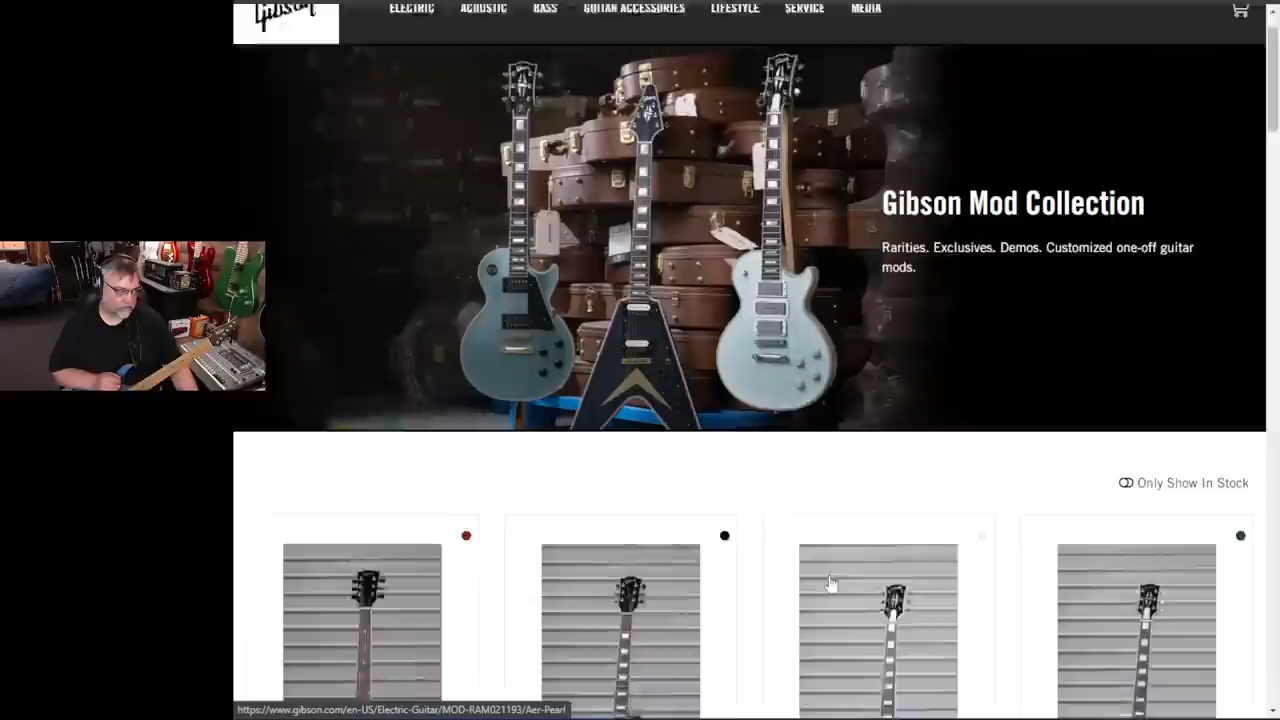 Gibson
ELECTRIC ACOUSTIC BASS GUITAR ACCESSORIES LIFESTYLE SERVICE MEDIA
Gibson Mod Collection
Rarities. Exclusives. Demos. Customized one-off guitar
mods.
Only Show In Stock
https://www.gibson.com/en-US/Electric-Guitar/MOD-RAM021193/Aer-Pearl